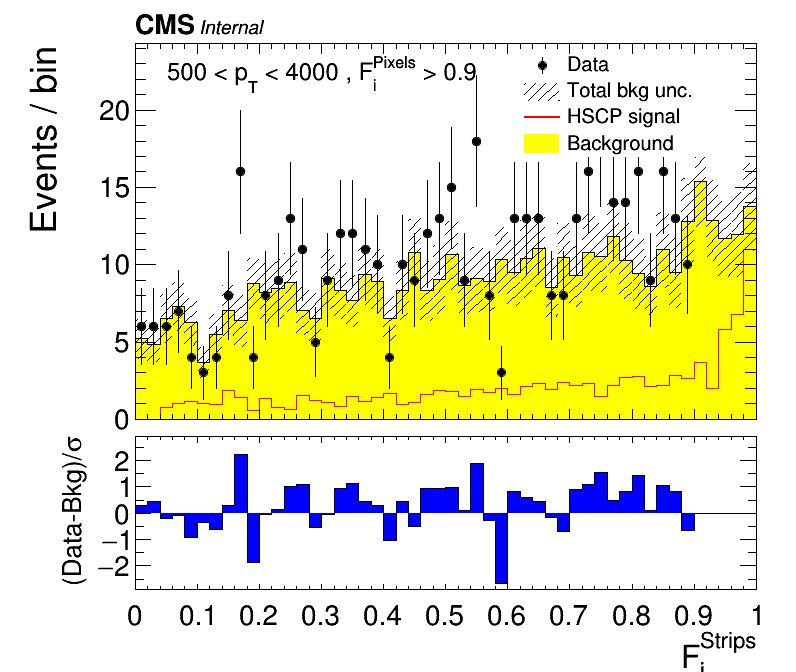 CMS Internal
500 < p_T < 4000 , F_i^Pixels > 0.9
Data
Total bkg unc.
HSCP signal
Background
Events / bin
20
15
10
5
0
(Data-Bkg)/σ
2
1
0
−1
−2
0 0.1 0.2 0.3 0.4 0.5 0.6 0.7 0.8 0.9 1
F_i^Strips